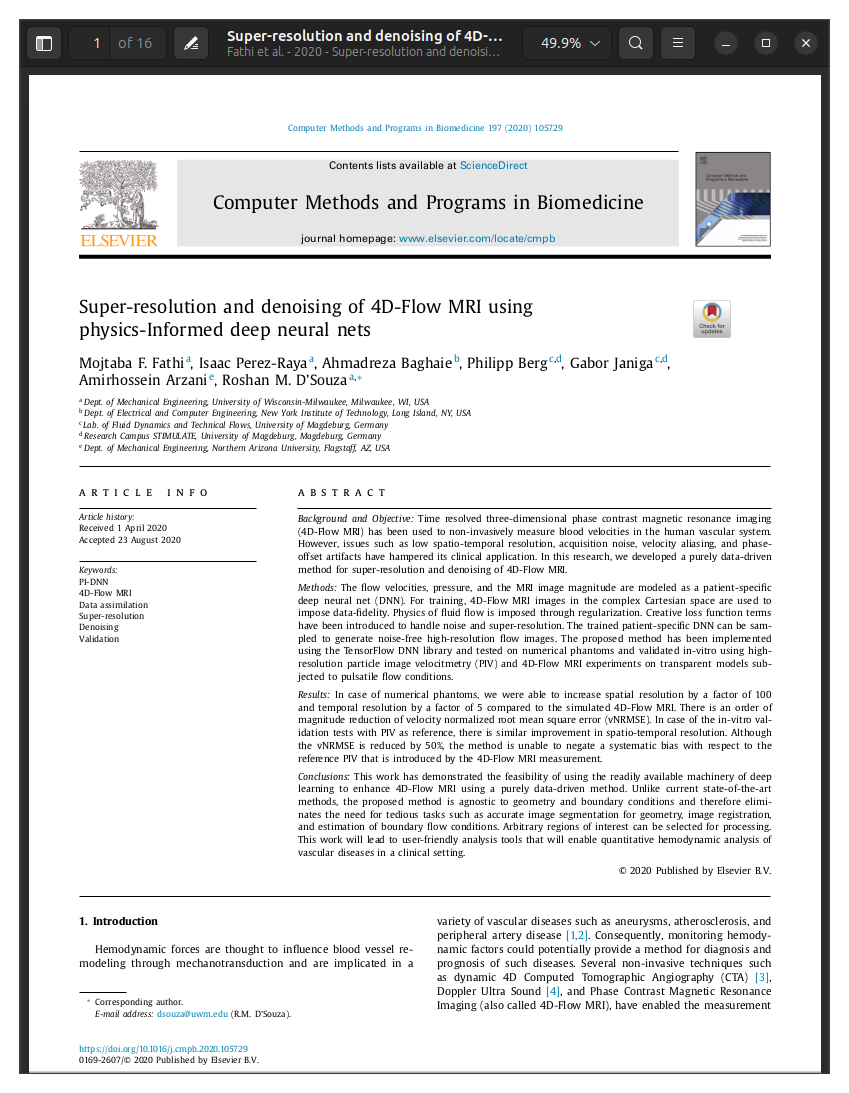 1 of 16
Super-resolution and denoising of 4D-...
Fathi et al. - 2020 - Super-resolution and denoisi...
49.9%
Computer Methods and Programs in Biomedicine 197 (2020) 105729
Contents lists available at ScienceDirect
Computer Methods and Programs in Biomedicine
journal homepage: www.elsevier.com/locate/cmpb
ELSEVIER
Super-resolution and denoising of 4D-Flow MRI using
physics-Informed deep neural nets
Check for
updates
Mojtaba F. Fathi a, Isaac Perez-Raya a, Ahmadreza Baghaie b, Philipp Berg c,d, Gabor Janiga c,d,
Amirhossein Arzani e, Roshan M. D'Souza a,*
a Dept. of Mechanical Engineering, University of Wisconsin-Milwaukee, Milwaukee, WI, USA
b Dept. of Electrical and Computer Engineering, New York Institute of Technology, Long Island, NY, USA
c Lab. of Fluid Dynamics and Technical Flows, University of Magdeburg, Germany
d Research Campus STIMULATE, University of Magdeburg, Magdeburg, Germany
e Dept. of Mechanical Engineering, Northern Arizona University, Flagstaff, AZ, USA
ARTICLE INFO
Article history:
Received 1 April 2020
Accepted 23 August 2020
Keywords:
PI-DNN
4D-Flow MRI
Data assimilation
Super-resolution
Denoising
Validation
ABSTRACT
Background and Objective: Time resolved three-dimensional phase contrast magnetic resonance imaging
(4D-Flow MRI) has been used to non-invasively measure blood velocities in the human vascular system.
However, issues such as low spatio-temporal resolution, acquisition noise, velocity aliasing, and phase-
offset artifacts have hampered its clinical application. In this research, we developed a purely data-driven
method for super-resolution and denoising of 4D-Flow MRI.
Methods: The flow velocities, pressure, and the MRI image magnitude are modeled as a patient-specific
deep neural net (DNN). For training, 4D-Flow MRI images in the complex Cartesian space are used to
impose data-fidelity. Physics of fluid flow is imposed through regularization. Creative loss function terms
have been introduced to handle noise and super-resolution. The trained patient-specific DNN can be sam-
pled to generate noise-free high-resolution flow images. The proposed method has been implemented
using the TensorFlow DNN library and tested on numerical phantoms and validated in-vitro using high-
resolution particle image velocitmetry (PIV) and 4D-Flow MRI experiments on transparent models sub-
jected to pulsatile flow conditions.
Results: In case of numerical phantoms, we were able to increase spatial resolution by a factor of 100
and temporal resolution by a factor of 5 compared to the simulated 4D-Flow MRI. There is an order of
magnitude reduction of velocity normalized root mean square error (vNRMSE). In case of the in-vitro val-
idation tests with PIV as reference, there is similar improvement in spatio-temporal resolution. Although
the vNRMSE is reduced by 50%, the method is unable to negate a systematic bias with respect to the
reference PIV that is introduced by the 4D-Flow MRI measurement.
Conclusions: This work has demonstrated the feasibility of using the readily available machinery of deep
learning to enhance 4D-Flow MRI using a purely data-driven method. Unlike current state-of-the-art
methods, the proposed method is agnostic to geometry and boundary conditions and therefore elimi-
nates the need for tedious tasks such as accurate image segmentation for geometry, image registration,
and estimation of boundary flow conditions. Arbitrary regions of interest can be selected for processing.
This work will lead to user-friendly analysis tools that will enable quantitative hemodynamic analysis of
vascular diseases in a clinical setting.
© 2020 Published by Elsevier B.V.
1. Introduction
Hemodynamic forces are thought to influence blood vessel re-
modeling through mechanotransduction and are implicated in a
* Corresponding author.
E-mail address: dsouza@uwm.edu (R.M. D'Souza).
variety of vascular diseases such as aneurysms, atherosclerosis, and
peripheral artery disease [1,2]. Consequently, monitoring hemody-
namic factors could potentially provide a method for diagnosis and
prognosis of such diseases. Several non-invasive techniques such
as dynamic 4D Computed Tomographic Angiography (CTA) [3],
Doppler Ultra Sound [4], and Phase Contrast Magnetic Resonance
Imaging (also called 4D-Flow MRI), have enabled the measurement
https://doi.org/10.1016/j.cmpb.2020.105729
0169-2607/© 2020 Published by Elsevier B.V.